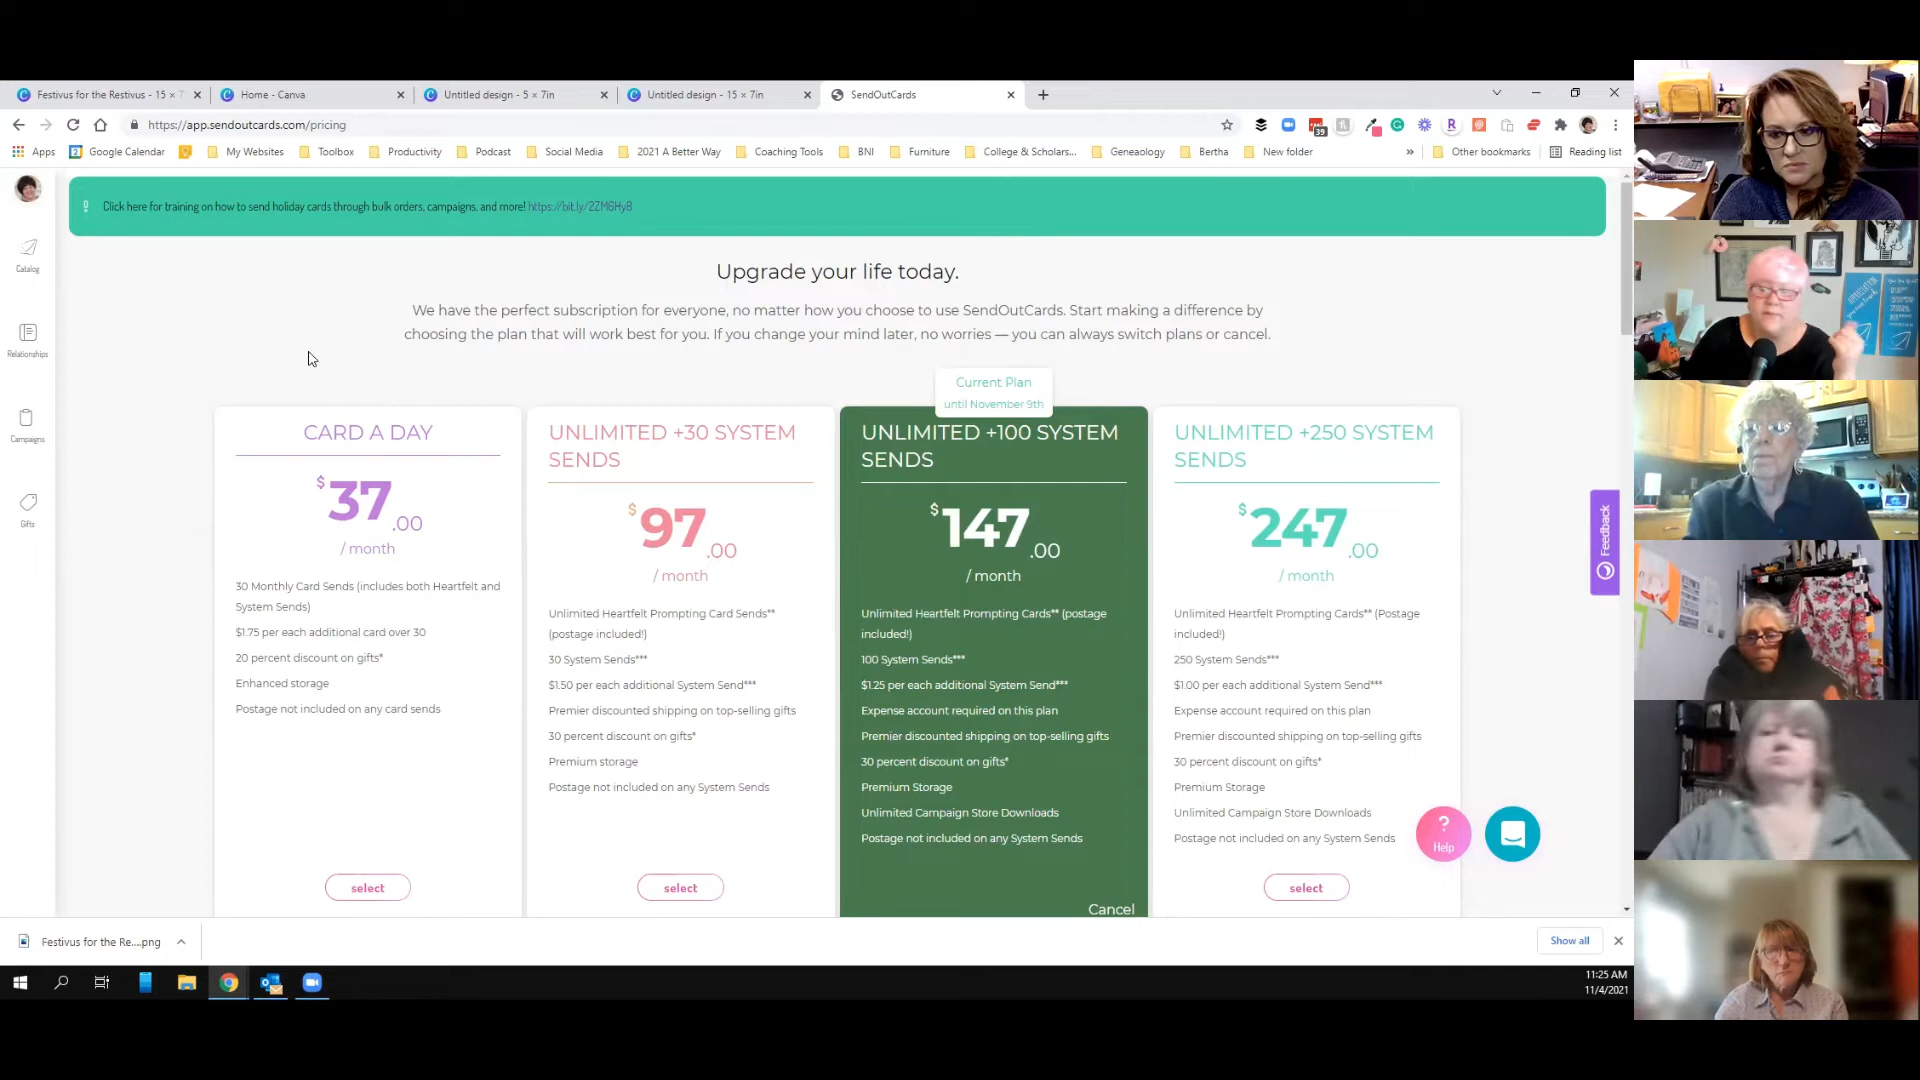 Festivus for the Restivus - 15 × 7
Home - Canva
Untitled design - 5 × 7in
Untitled design - 15 × 7in
SendOutCards
https://app.sendoutcards.com/pricing
39
Apps
Google Calendar
My Websites
Toolbox
Productivity
Podcast
Social Media
2021 A Better Way
Coaching Tools
BNI
Furniture
College & Scholars...
Geneaology
Bertha
New folder
»
Other bookmarks
Reading list
Click here for training on how to send holiday cards through bulk orders, campaigns, and more! https://bit.ly/2ZM6Hy8
Catalog
Relationships
Campaigns
Gifts
Upgrade your life today.
We have the perfect subscription for everyone, no matter how you choose to use SendOutCards. Start making a difference by
choosing the plan that will work best for you. If you change your mind later, no worries — you can always switch plans or cancel.
CARD A DAY
$37.00
/ month
30 Monthly Card Sends (includes both Heartfelt and
System Sends)
$1.75 per each additional card over 30
20 percent discount on gifts*
Enhanced storage
Postage not included on any card sends
select
UNLIMITED +30 SYSTEM
SENDS
$97.00
/ month
Unlimited Heartfelt Prompting Card Sends**
(postage included!)
30 System Sends***
$1.50 per each additional System Send***
Premier discounted shipping on top-selling gifts
30 percent discount on gifts*
Premium storage
Postage not included on any System Sends
select
Current Plan
until November 9th
UNLIMITED +100 SYSTEM
SENDS
$147.00
/ month
Unlimited Heartfelt Prompting Cards** (postage
included!)
100 System Sends***
$1.25 per each additional System Send***
Expense account required on this plan
Premier discounted shipping on top-selling gifts
30 percent discount on gifts*
Premium Storage
Unlimited Campaign Store Downloads
Postage not included on any System Sends
Cancel
UNLIMITED +250 SYSTEM
SENDS
$247.00
/ month
Unlimited Heartfelt Prompting Cards** (Postage
included!)
250 System Sends***
$1.00 per each additional System Send***
Expense account required on this plan
Premier discounted shipping on top-selling gifts
30 percent discount on gifts*
Premium Storage
Unlimited Campaign Store Downloads
Postage not included on any System Sends
select
Feedback
?
Help
Festivus for the Re....png
Show all
11:25 AM
11/4/2021